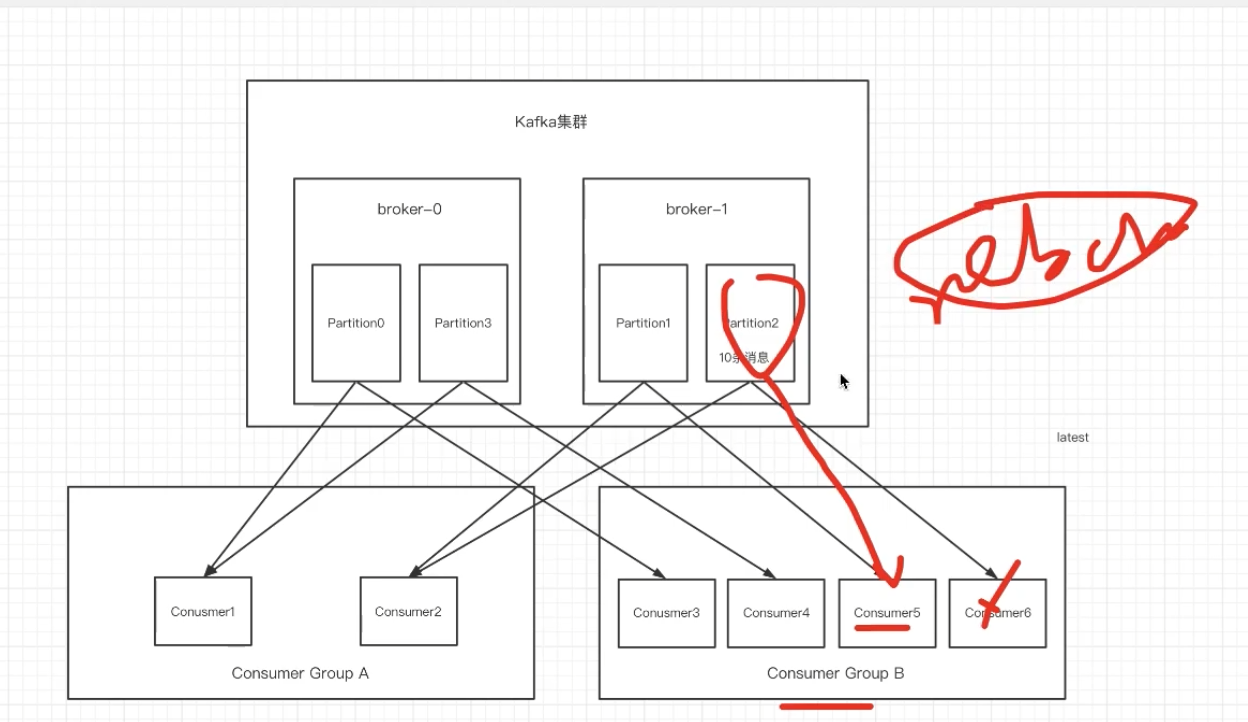 Kafka集群
broker-0
broker-1
Partition0
Partition3
Partition1
Partition2
10条消息
latest
Conusmer1
Consumer2
Conusmer3
Consumer4
Consumer5
Consumer6
Consumer Group A
Consumer Group B